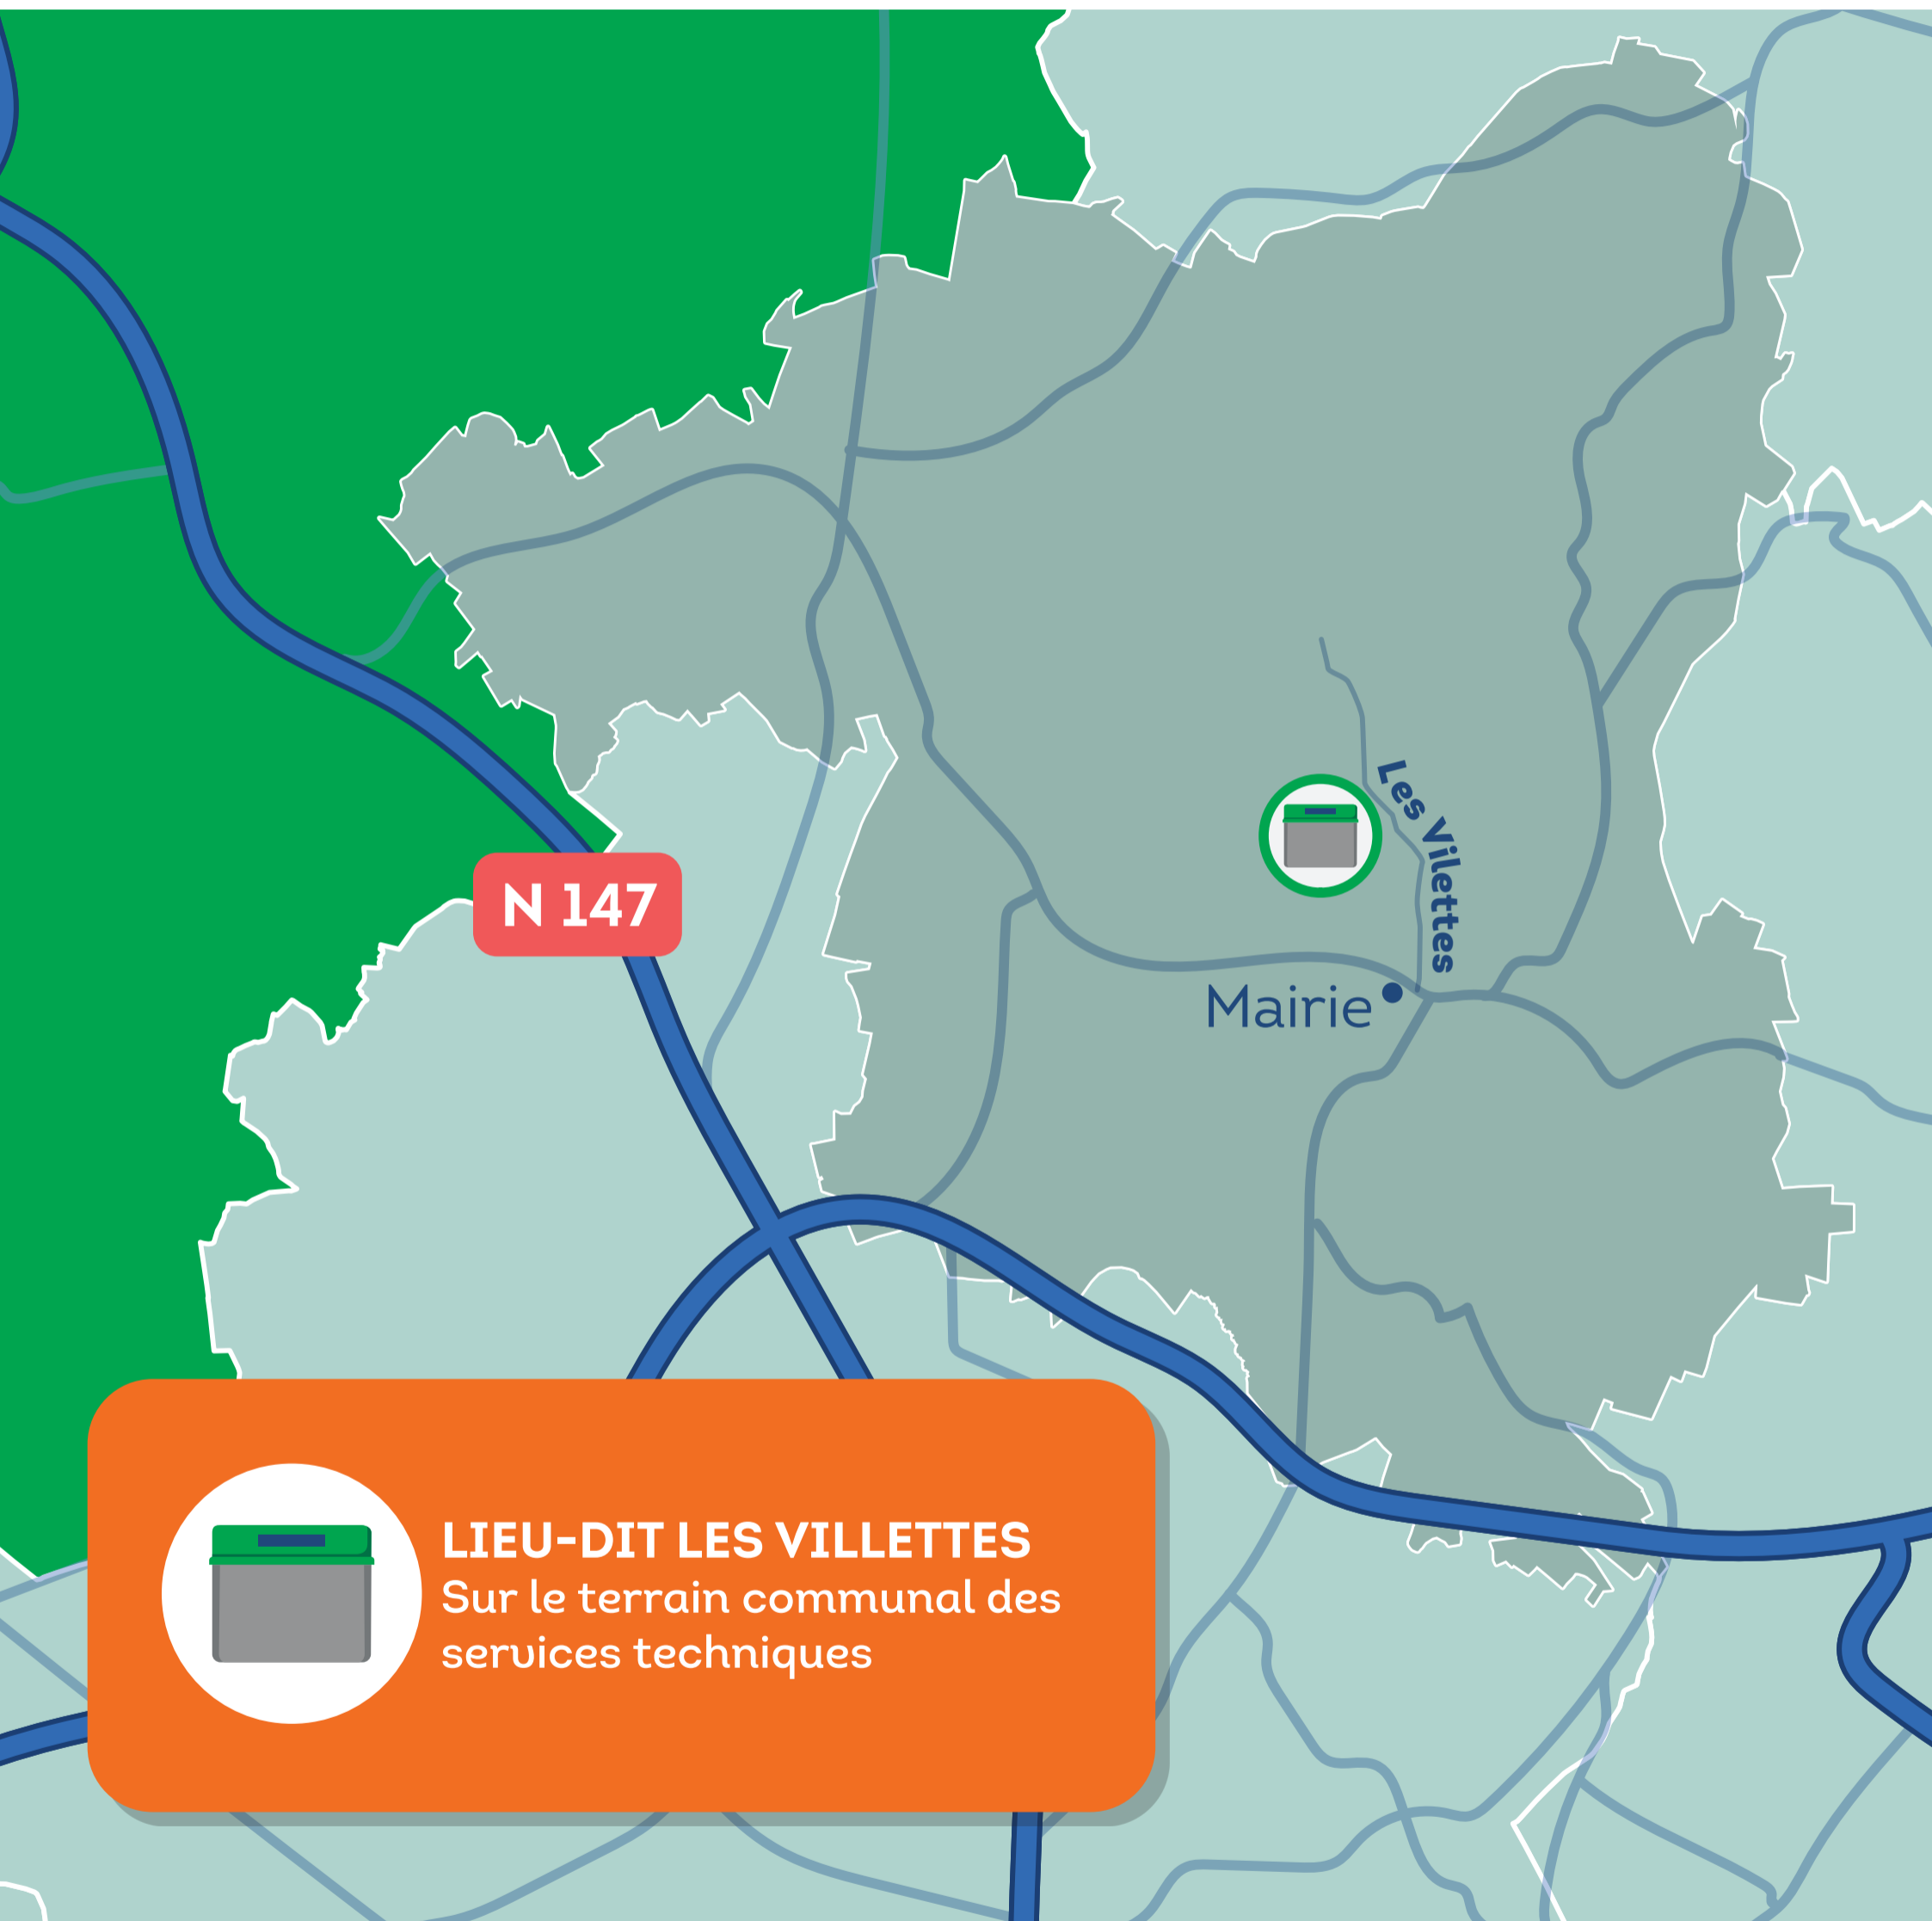 Les Villettes
N 147
Mairie
LIEU-DIT LES VILLETTES
Sur le terrain communal des
services techniques